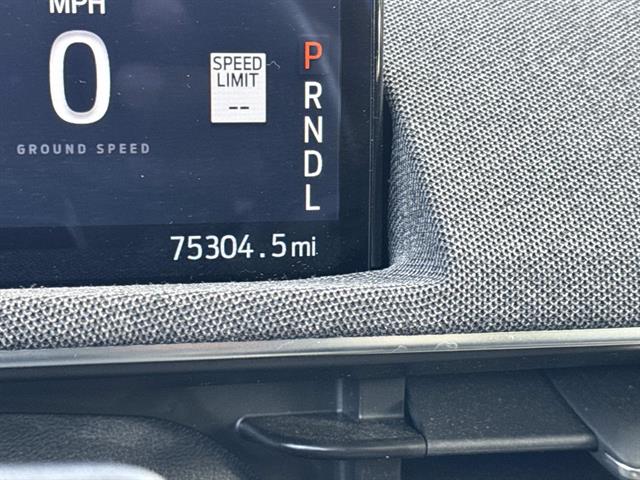 MPH
0
GROUND SPEED
SPEED
LIMIT
--
P
R
N
D
L
75304.5mi